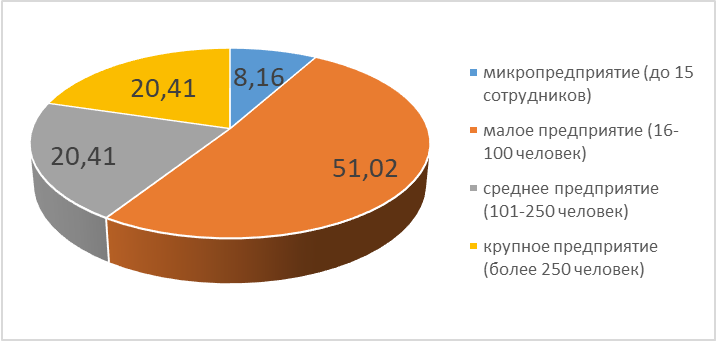 8,16
51,02
20,41
20,41
микропредприятие (до 15
сотрудников)
малое предприятие (16-
100 человек)
среднее предприятие
(101-250 человек)
крупное предприятие
(более 250 человек)